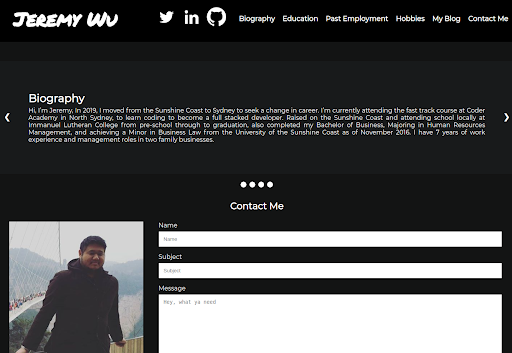 Jeremy Wu
Biography Education Past Employment Hobbies My Blog Contact Me
Biography
Hi, I'm Jeremy, In 2019, I moved from the Sunshine Coast to Sydney to seek a change in career. I'm currently attending the fast track course at Coder
Academy in North Sydney, to learn coding to become a full stacked developer. Raised on the Sunshine Coast and attending school locally at
Immanuel Lutheran College from pre-school through to graduation, also completed my Bachelor of Business, Majoring in Human Resources
Management, and achieving a Minor in Business Law from the University of the Sunshine Coast as of November 2016. I have 7 years of work
experience and management roles in two family businesses.
Contact Me
Name
Name
Subject
Subject
Message
Hey, what ya need